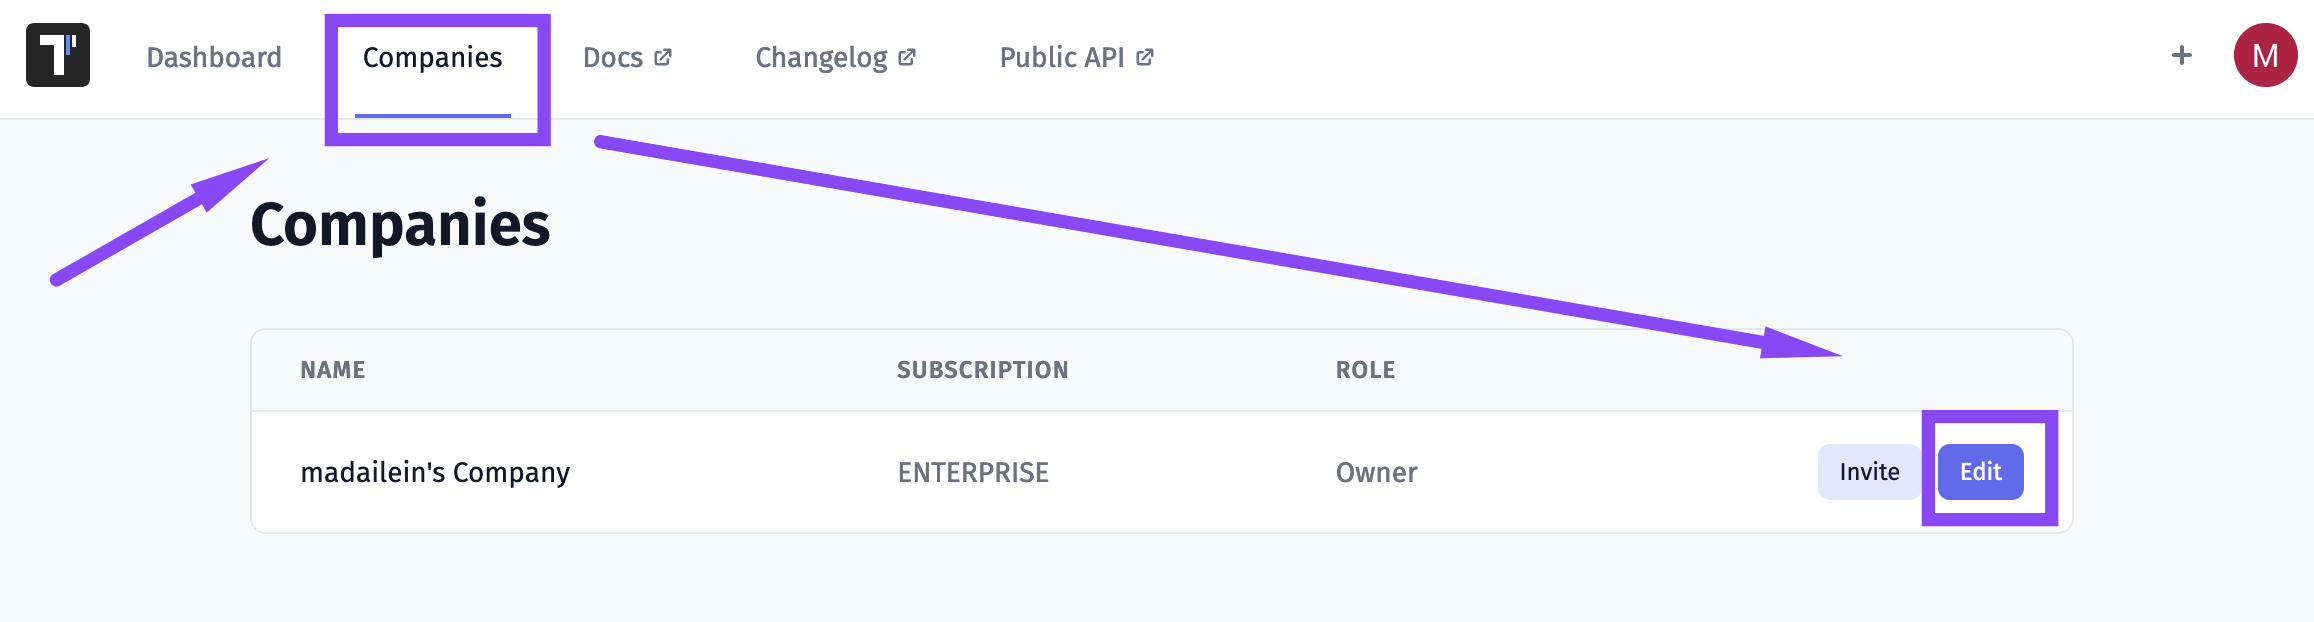 Dashboard Companies Docs Changelog Public API + M
Companies
NAME SUBSCRIPTION ROLE
madailein's Company ENTERPRISE Owner Invite Edit